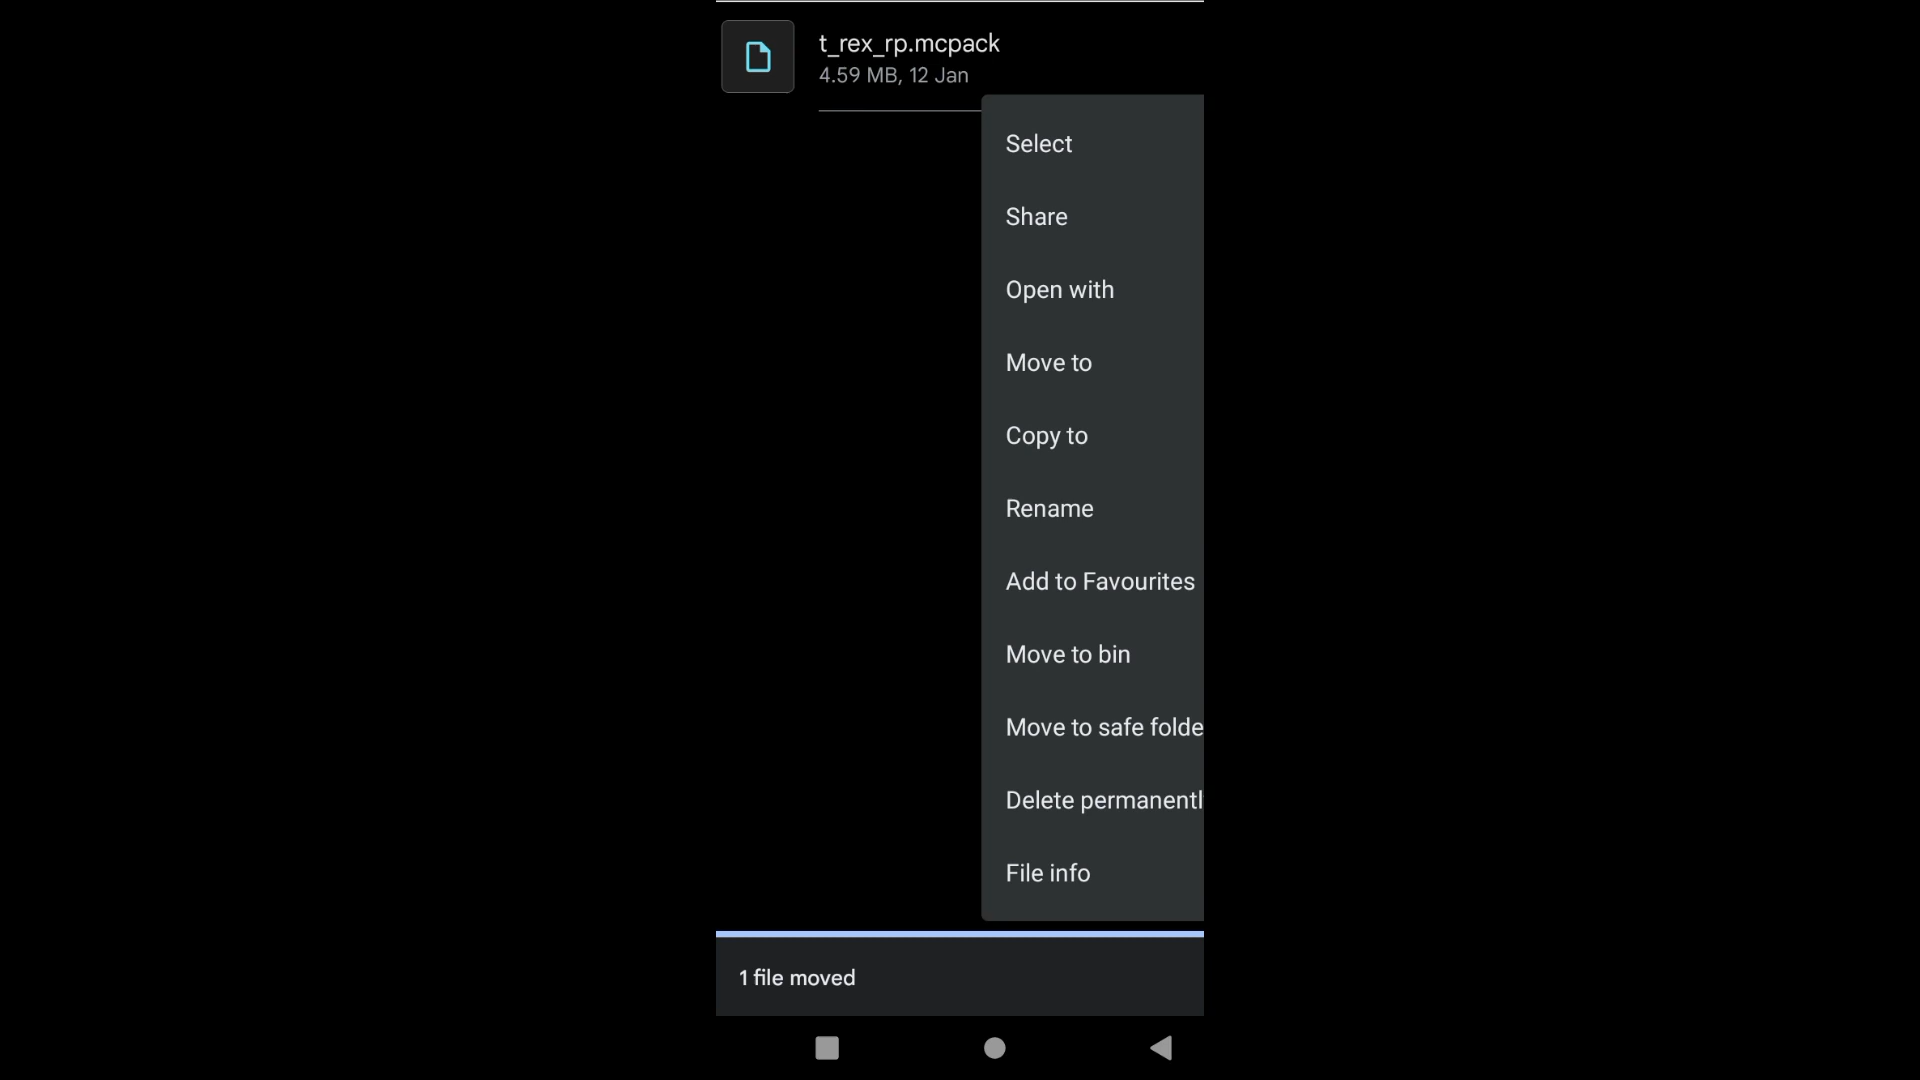 t_rex_rp.mcpack
4.59 MB, 12 Jan
Select
Share
Open with
Move to
Copy to
Rename
Add to Favourites
Move to bin
Move to safe folde
Delete permanentl
File info
1 file moved